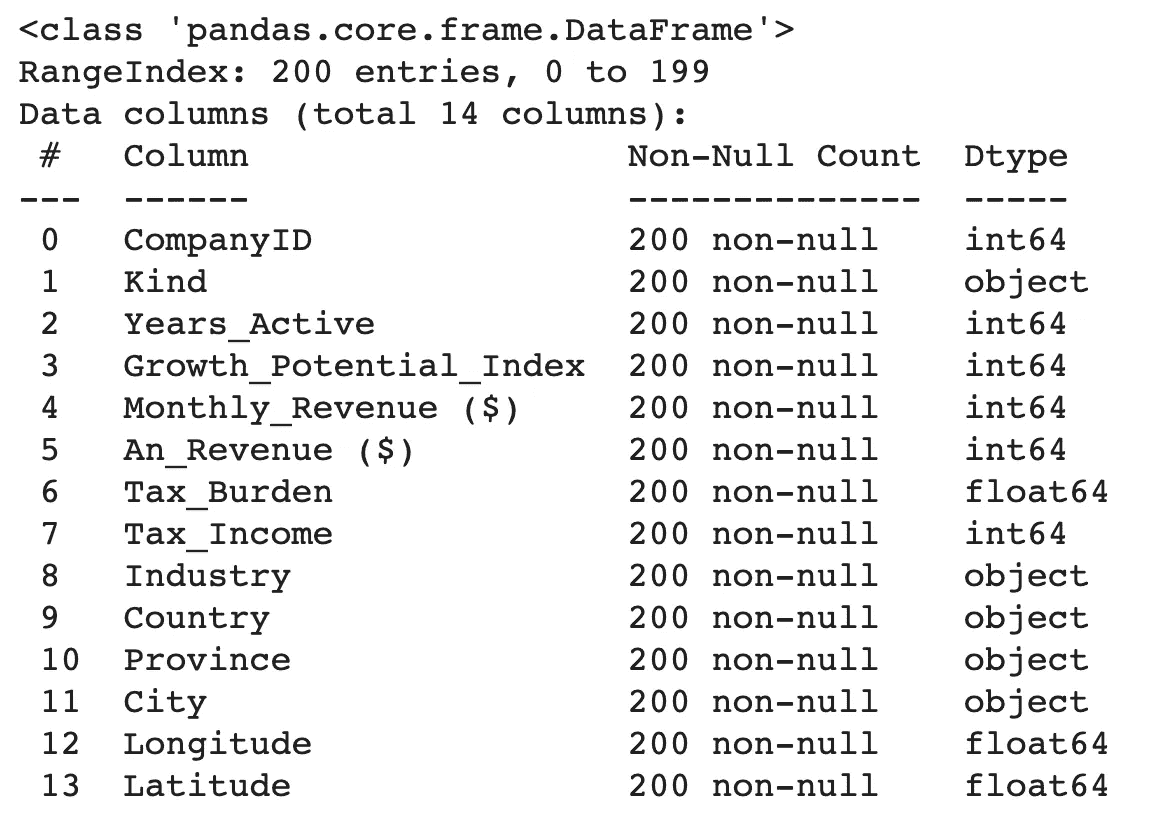 <class 'pandas.core.frame.DataFrame'>
RangeIndex: 200 entries, 0 to 199
Data columns (total 14 columns):
 #   Column                  Non-Null Count  Dtype
---  ------                  --------------  -----
 0   CompanyID               200 non-null    int64
 1   Kind                    200 non-null    object
 2   Years_Active            200 non-null    int64
 3   Growth_Potential_Index  200 non-null    int64
 4   Monthly_Revenue ($)     200 non-null    int64
 5   An_Revenue ($)          200 non-null    int64
 6   Tax_Burden              200 non-null    float64
 7   Tax_Income              200 non-null    int64
 8   Industry                200 non-null    object
 9   Country                 200 non-null    object
 10  Province                200 non-null    object
 11  City                    200 non-null    object
 12  Longitude               200 non-null    float64
 13  Latitude                200 non-null    float64